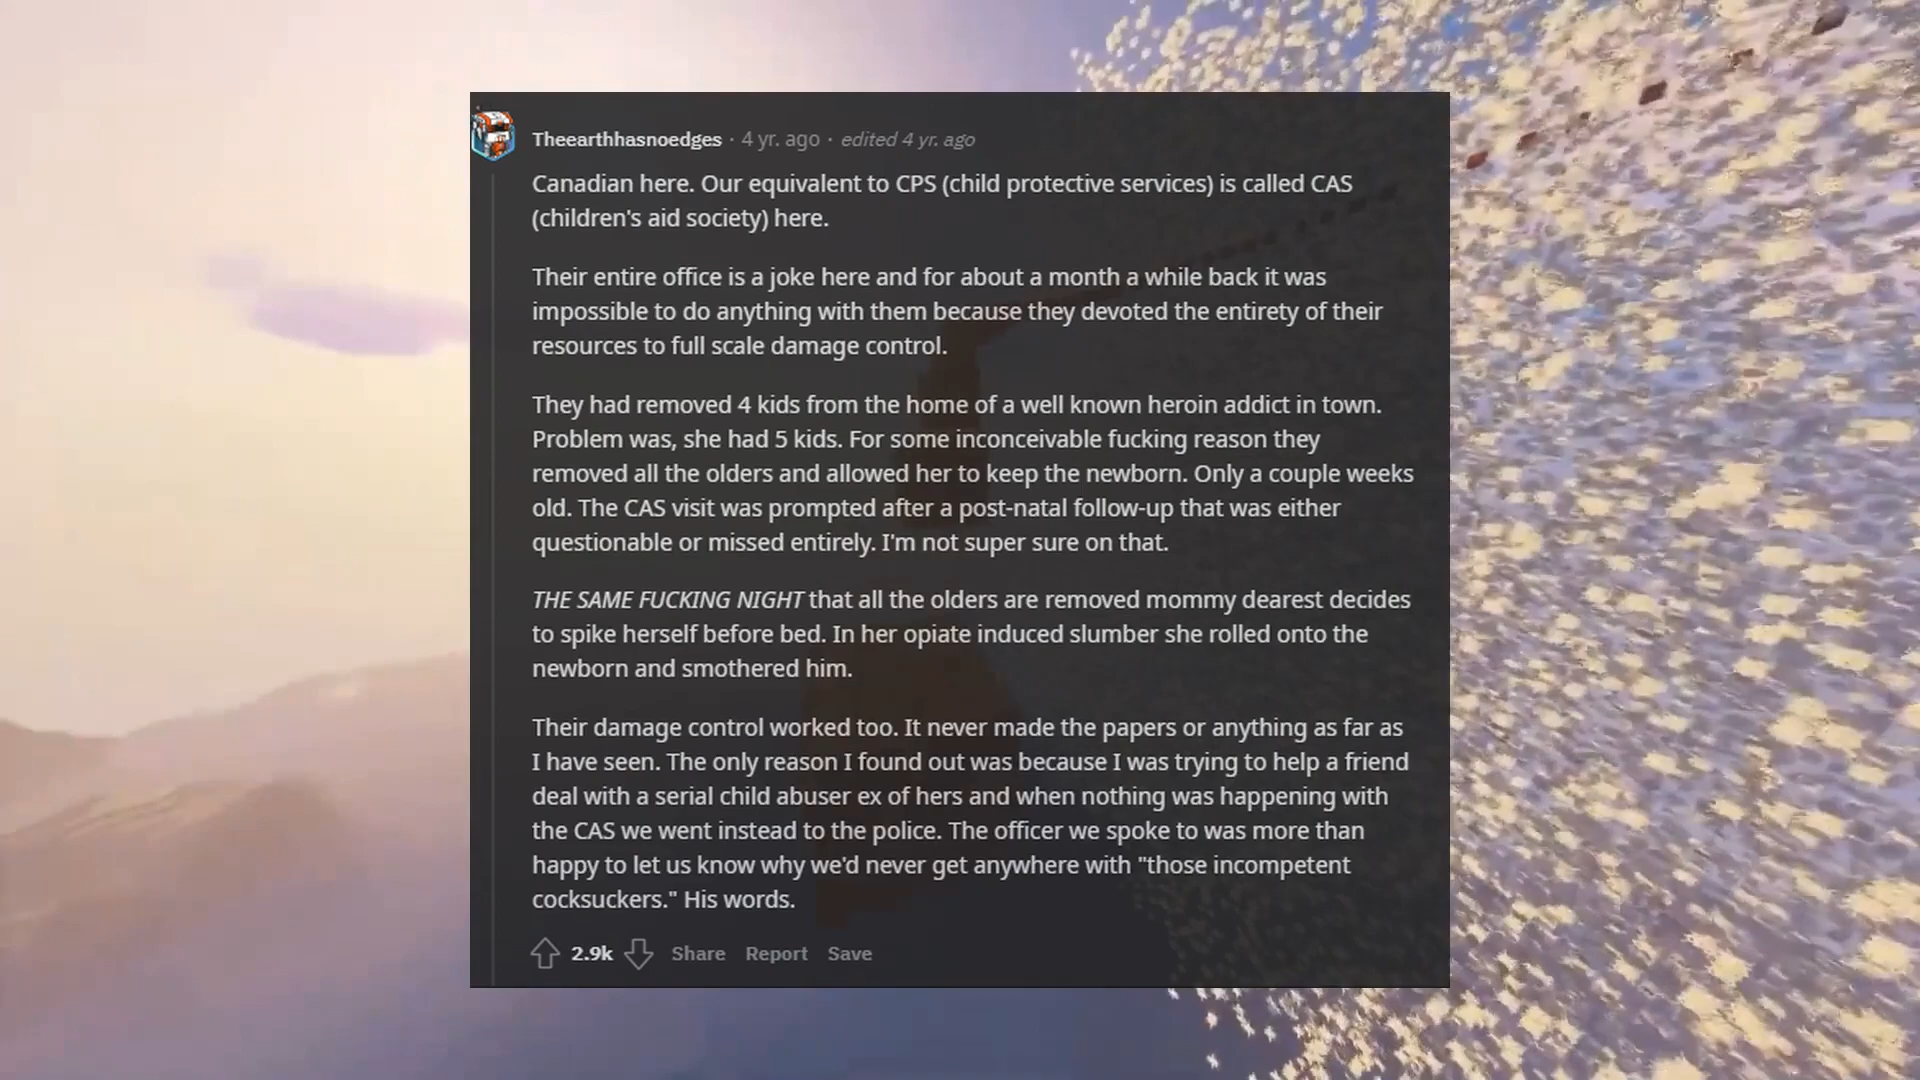 Theearthhasnoedges · 4 yr. ago · edited 4 yr. ago
Canadian here. Our equivalent to CPS (child protective services) is called CAS
(children's aid society) here.
Their entire office is a joke here and for about a month a while back it was
impossible to do anything with them because they devoted the entirety of their
resources to full scale damage control.
They had removed 4 kids from the home of a well known heroin addict in town.
Problem was, she had 5 kids. For some inconceivable fucking reason they
removed all the olders and allowed her to keep the newborn. Only a couple weeks
old. The CAS visit was prompted after a post-natal follow-up that was either
questionable or missed entirely. I'm not super sure on that.
THE SAME FUCKING NIGHT that all the olders are removed mommy dearest decides
to spike herself before bed. In her opiate induced slumber she rolled onto the
newborn and smothered him.
Their damage control worked too. It never made the papers or anything as far as
I have seen. The only reason I found out was because I was trying to help a friend
deal with a serial child abuser ex of hers and when nothing was happening with
the CAS we went instead to the police. The officer we spoke to was more than
happy to let us know why we'd never get anywhere with "those incompetent
cocksuckers." His words.
2.9k Share Report Save